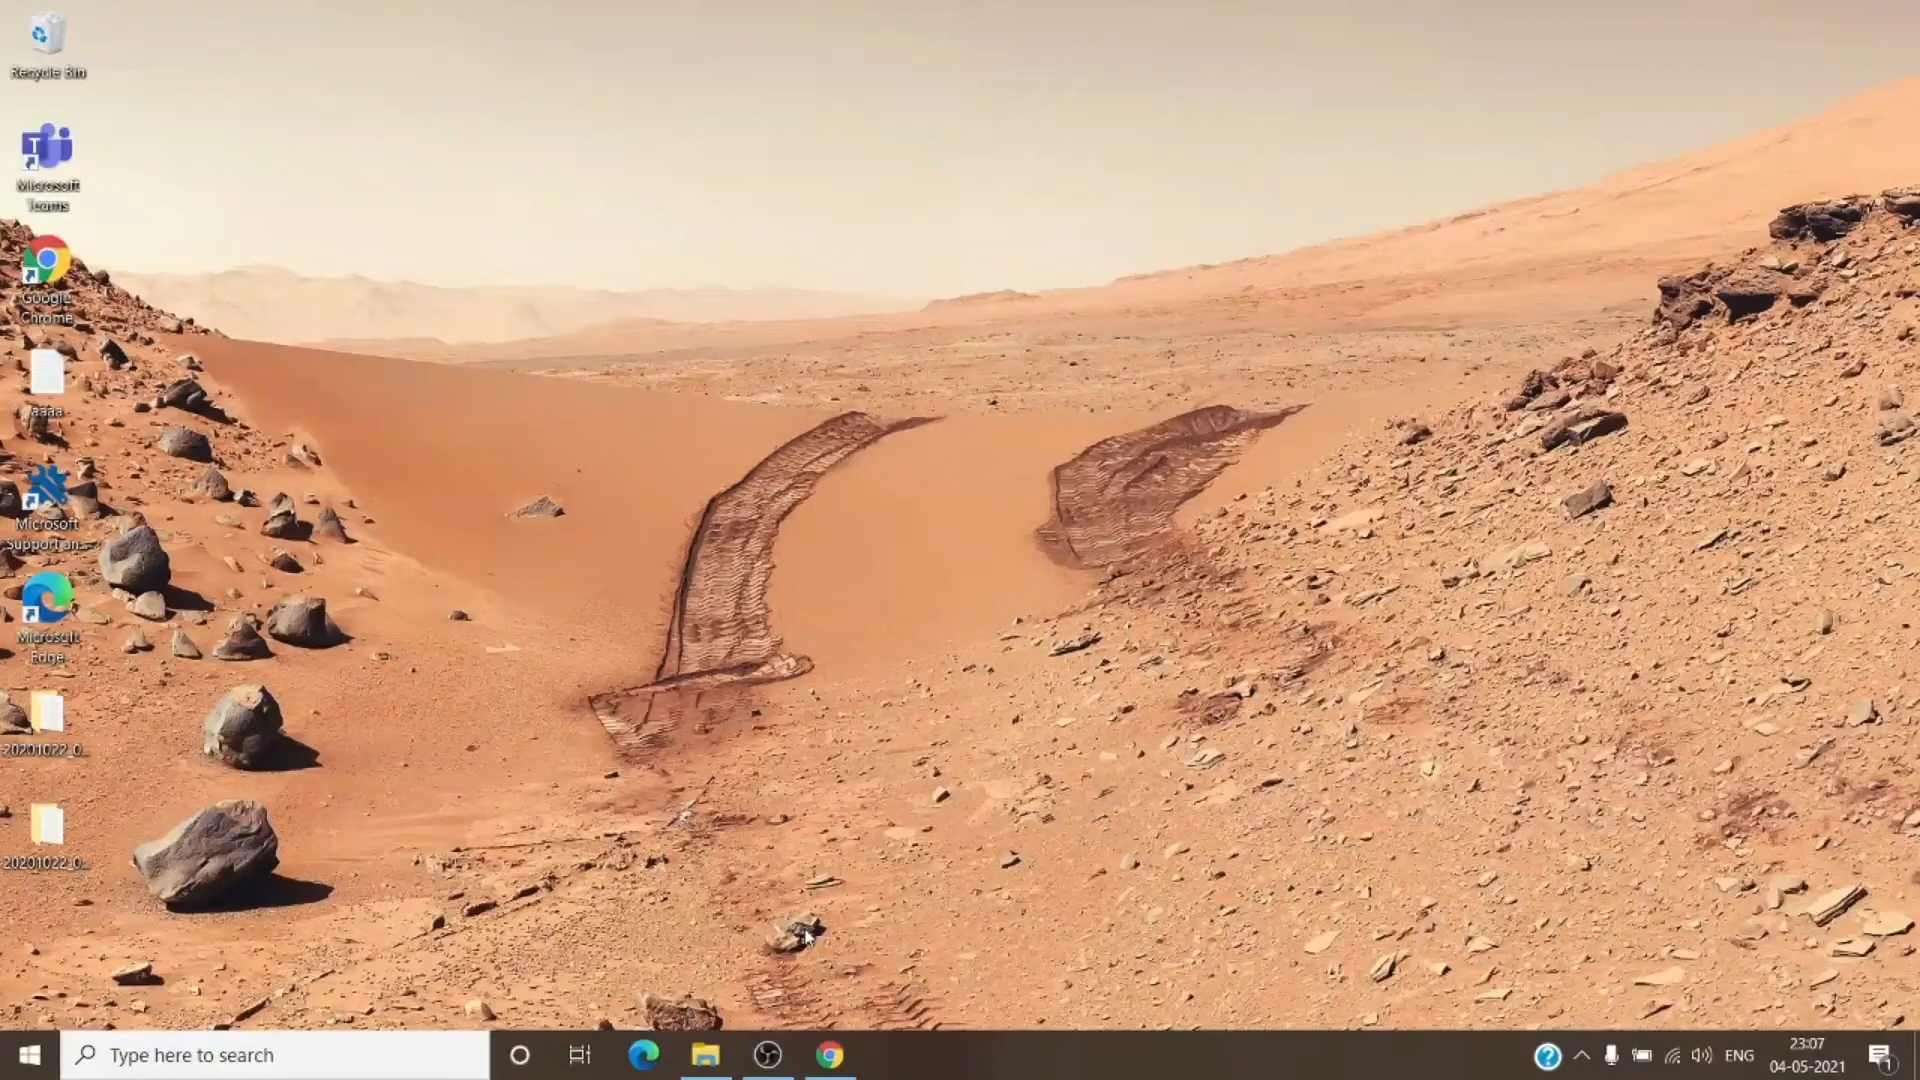 Recycle Bin
Microsoft
Teams
Google
Chrome
aaaa
Microsoft
Support an...
Microsoft
Edge
20201022_0...
20201022_0...
Type here to search
ENG
23:07
04-05-2021
1